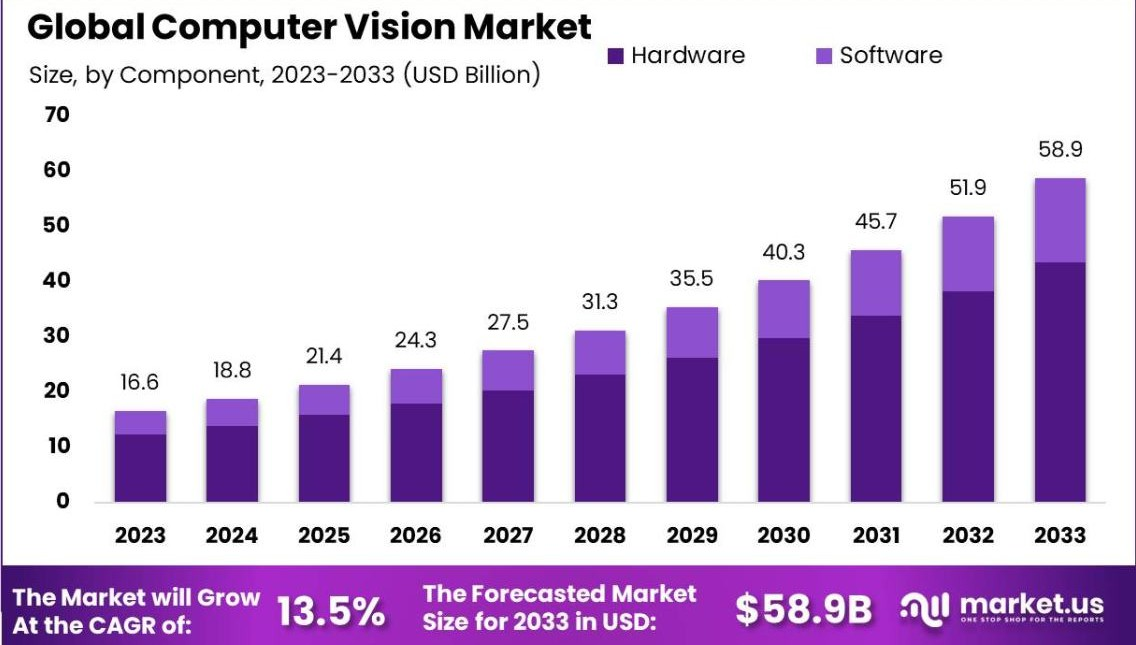 Global Computer Vision Market
Size, by Component, 2023-2033 (USD Billion)
Hardware
Software
70
60
50
40
30
20
10
0
16.6
18.8
21.4
24.3
27.5
31.3
35.5
40.3
45.7
51.9
58.9
2023
2024
2025
2026
2027
2028
2029
2030
2031
2032
2033
The Market will Grow
At the CAGR of:
13.5%
The Forecasted Market
Size for 2033 in USD:
$58.9B
market.us
ONE STOP SHOP FOR THE REPORTS